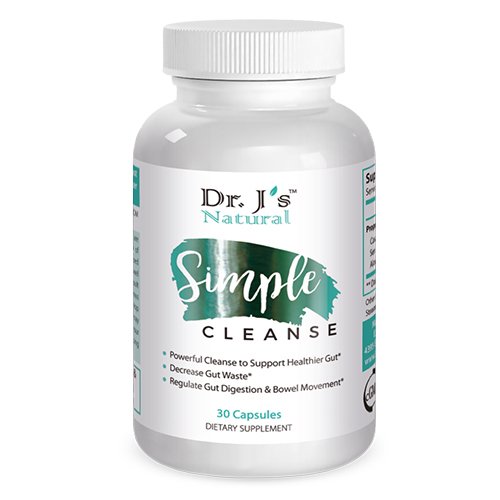 Dr. J's™
Natural
Simple
CLEANSE
• Powerful Cleanse to Support Healthier Gut*
• Decrease Gut Waste*
• Regulate Gut Digestion & Bowel Movement*
30 Capsules
DIETARY SUPPLEMENT